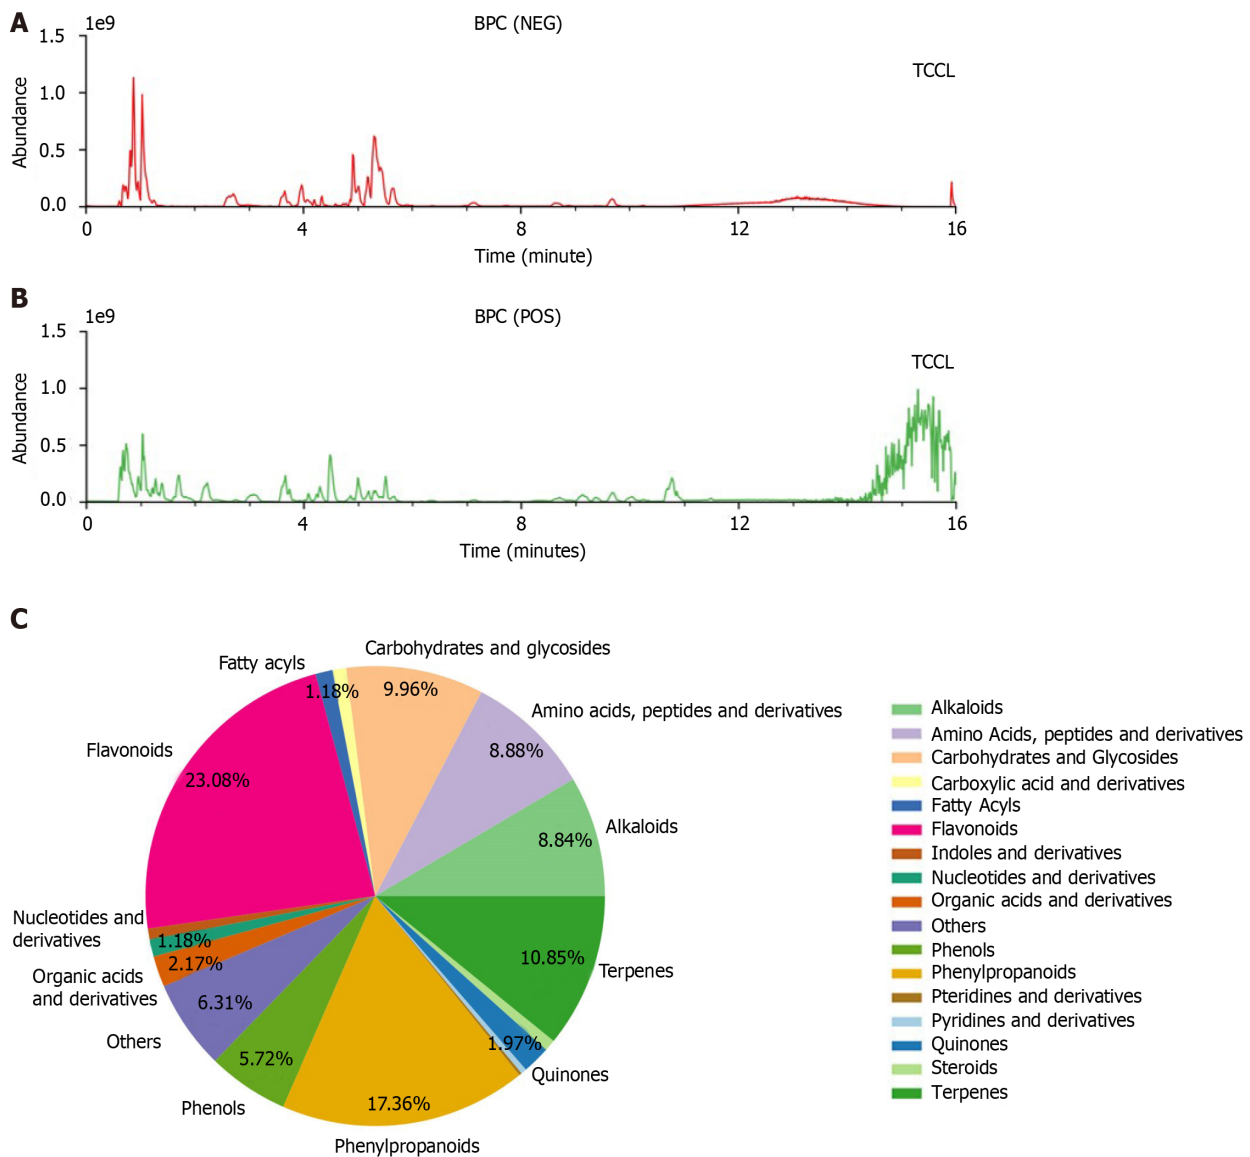 A
1e9
BPC (NEG)
1.5
TCCL
1.0
Abundance
0.5
0.0
0
4
8
12
16
Time (minute)
B
1e9
BPC (POS)
1.5
TCCL
1.0
Abundance
0.5
0.0
0
4
8
12
16
Time (minutes)
C
Carbohydrates and glycosides
Fatty acyls
1.18%
9.96%
Amino acids, peptides and derivatives
8.88%
Flavonoids
23.08%
Alkaloids
8.84%
Nucleotides and
derivatives
1.18%
Organic acids
and derivatives
2.17%
Terpenes
10.85%
Others
6.31%
Quinones
1.97%
Phenols
5.72%
17.36%
Phenylpropanoids
Alkaloids
Amino Acids, peptides and derivatives
Carbohydrates and Glycosides
Carboxylic acid and derivatives
Fatty Acyls
Flavonoids
Indoles and derivatives
Nucleotides and derivatives
Organic acids and derivatives
Others
Phenols
Phenylpropanoids
Pteridines and derivatives
Pyridines and derivatives
Quinones
Steroids
Terpenes